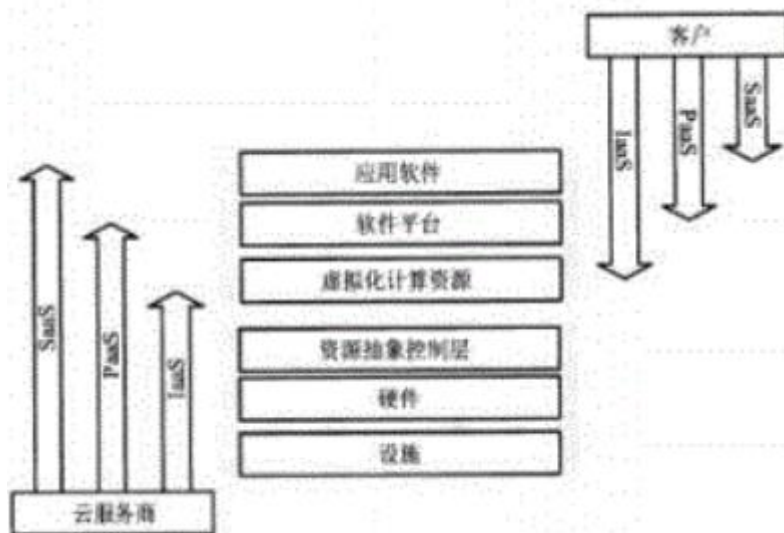 客户
IaaS
PaaS
SaaS
应用软件
软件平台
虚拟化计算资源
资源抽象控制层
硬件
设施
SaaS
PaaS
IaaS
云服务商